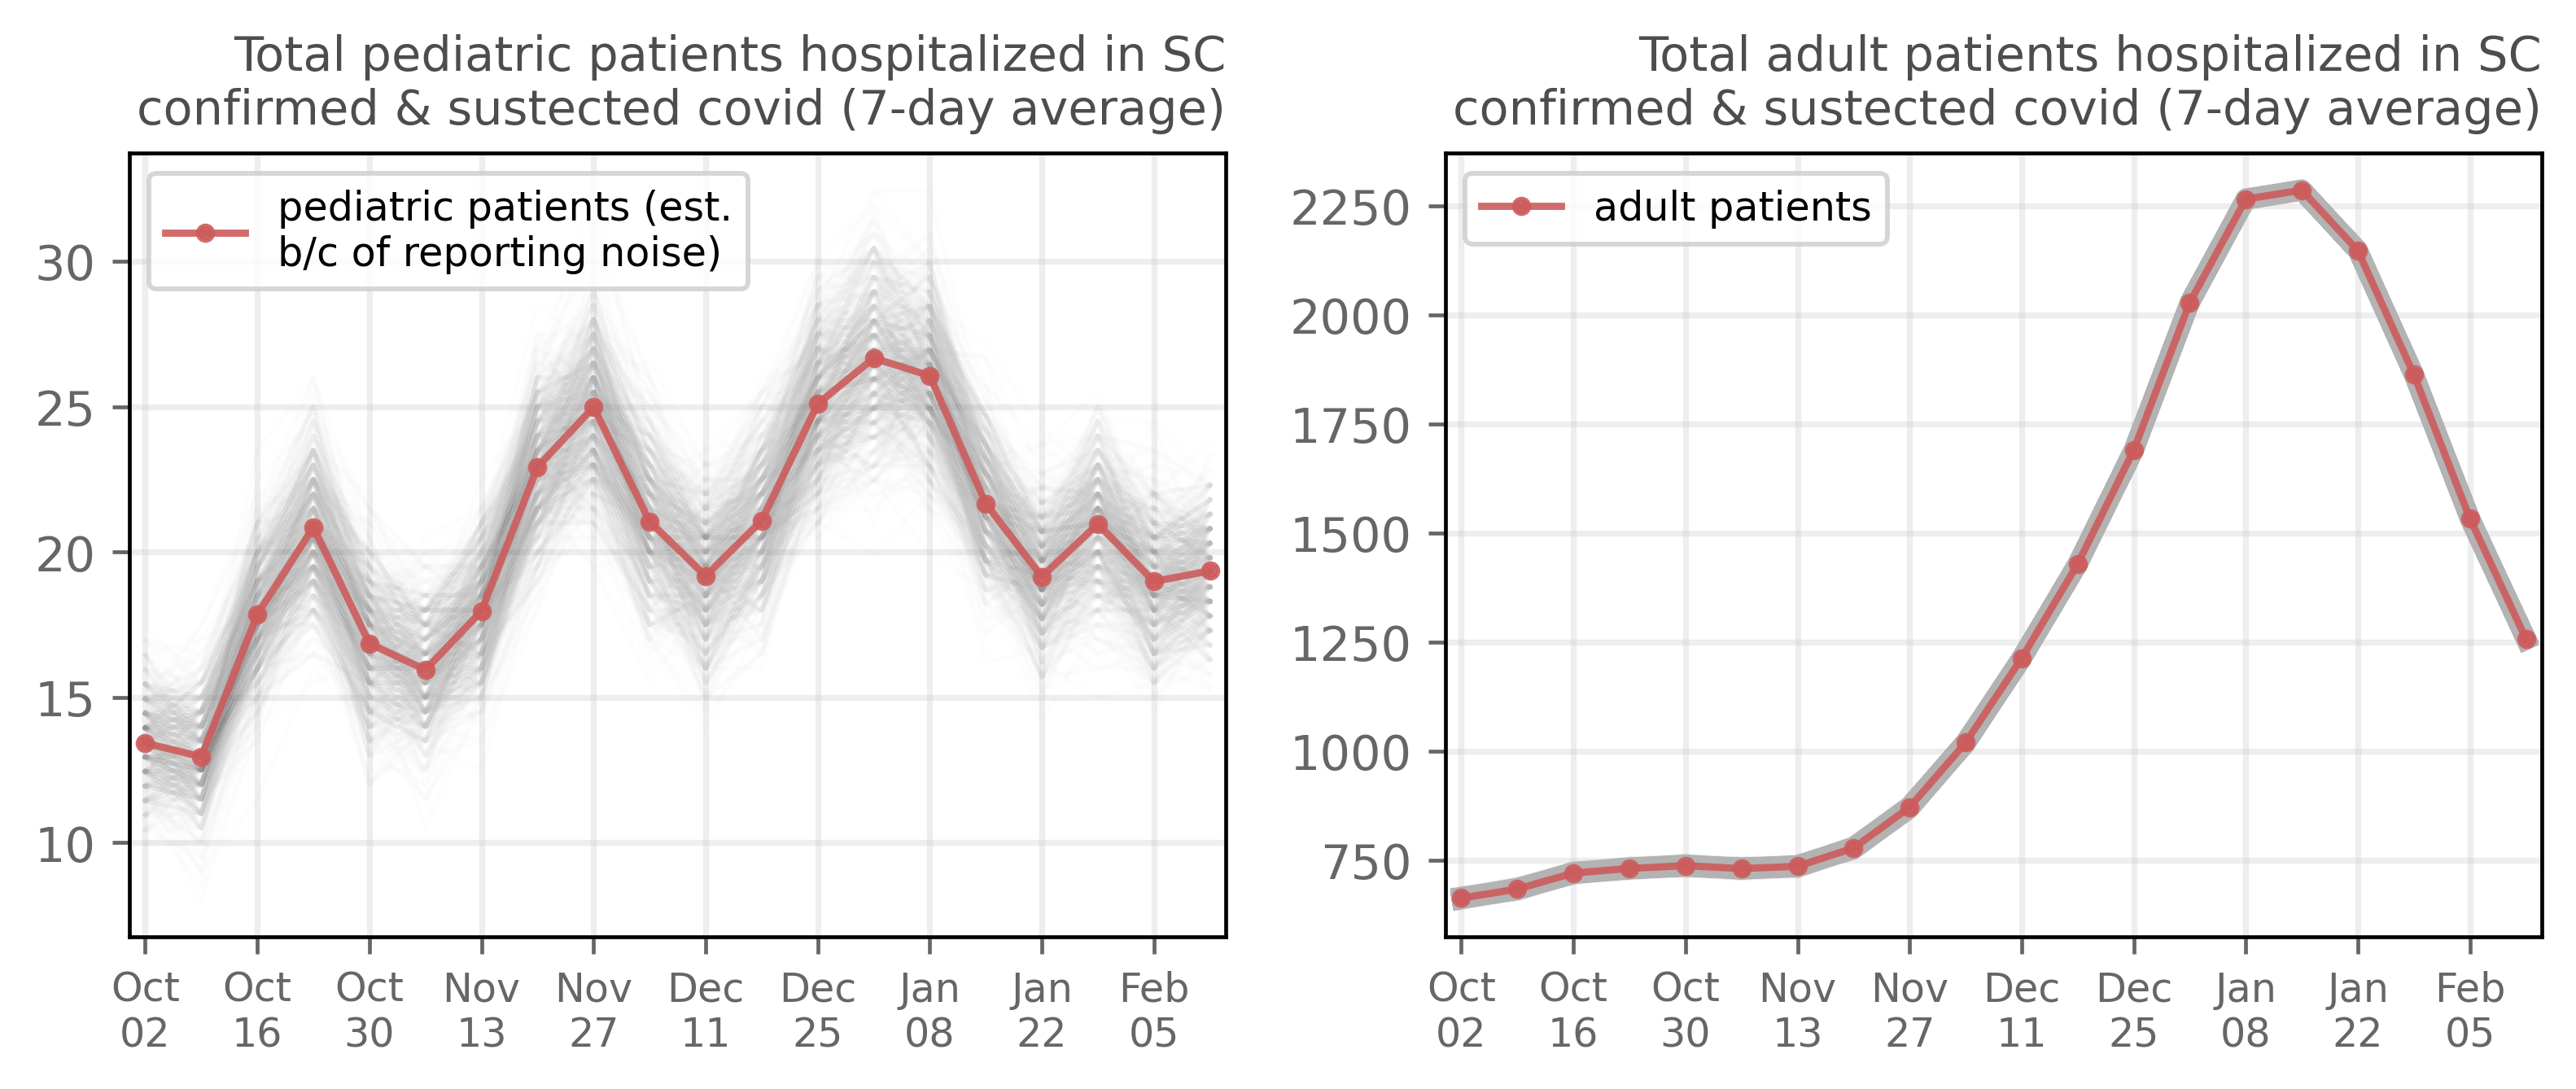 Total pediatric patients hospitalized in SC
confirmed & sustected covid (7-day average)
pediatric patients (est.
b/c of reporting noise)
30
25
20
15
10
Oct Oct Oct Nov Nov Dec Dec Jan Jan Feb
02 16 30 13 27 11 25 08 22 05
Total adult patients hospitalized in SC
confirmed & sustected covid (7-day average)
adult patients
2250
2000
1750
1500
1250
1000
750
Oct Oct Oct Nov Nov Dec Dec Jan Jan Feb
02 16 30 13 27 11 25 08 22 05